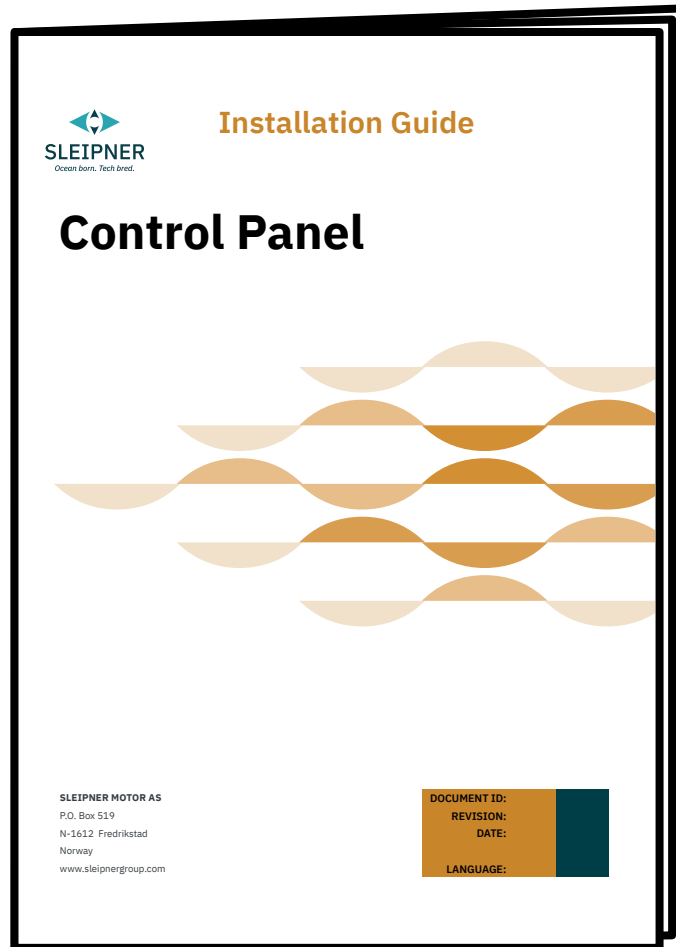 Installation Guide
SLEIPNER
Ocean born. Tech bred.
Control Panel
SLEIPNER MOTOR AS
P.O. Box 519
N-1612 Fredrikstad
Norway
www.sleipnergroup.com
DOCUMENT ID:
REVISION:
DATE:
LANGUAGE: